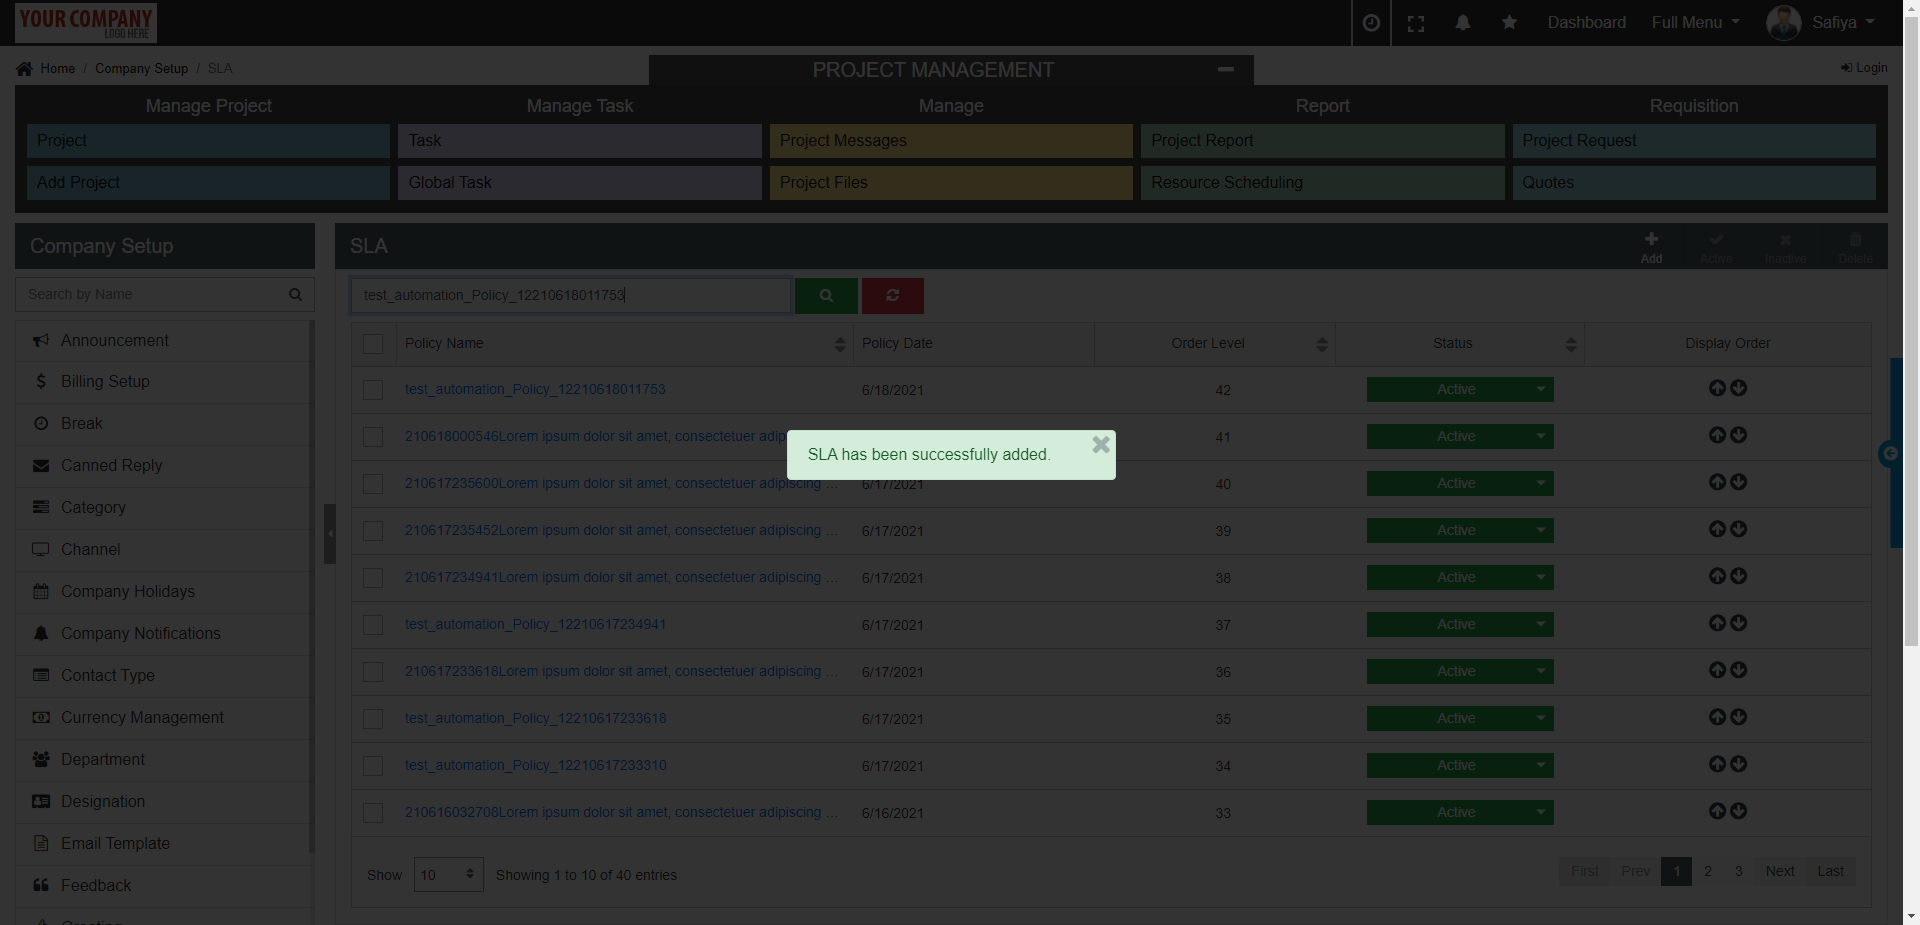 YOUR COMPANY
LOGO HERE
Dashboard
Full Menu
Safiya
Home / Company Setup / SLA
PROJECT MANAGEMENT
Login
Manage Project
Manage Task
Manage
Report
Requisition
Project
Task
Project Messages
Project Report
Project Request
Add Project
Global Task
Project Files
Resource Scheduling
Quotes
Company Setup
Search by Name
Announcement
Billing Setup
Break
Canned Reply
Category
Channel
Company Holidays
Company Notifications
Contact Type
Currency Management
Department
Designation
Email Template
Feedback
SLA
Add
Active
Inactive
Delete
test_automation_Policy_12210618011753
Policy Name Policy Date Order Level Status Display Order
test_automation_Policy_12210618011753 6/18/2021 42 Active
210618000546Lorem ipsum dolor sit amet, consectetuer adip 41 Active
210617235600Lorem ipsum dolor sit amet, consectetuer adipiscing ... 6/17/2021 40 Active
210617235452Lorem ipsum dolor sit amet, consectetuer adipiscing ... 6/17/2021 39 Active
210617234941Lorem ipsum dolor sit amet, consectetuer adipiscing ... 6/17/2021 38 Active
test_automation_Policy_12210617234941 6/17/2021 37 Active
210617233618Lorem ipsum dolor sit amet, consectetuer adipiscing ... 6/17/2021 36 Active
test_automation_Policy_12210617233618 6/17/2021 35 Active
test_automation_Policy_12210617233310 6/17/2021 34 Active
210616032708Lorem ipsum dolor sit amet, consectetuer adipiscing ... 6/16/2021 33 Active
SLA has been successfully added.
Show 10 Showing 1 to 10 of 40 entries
First Prev 1 2 3 Next Last